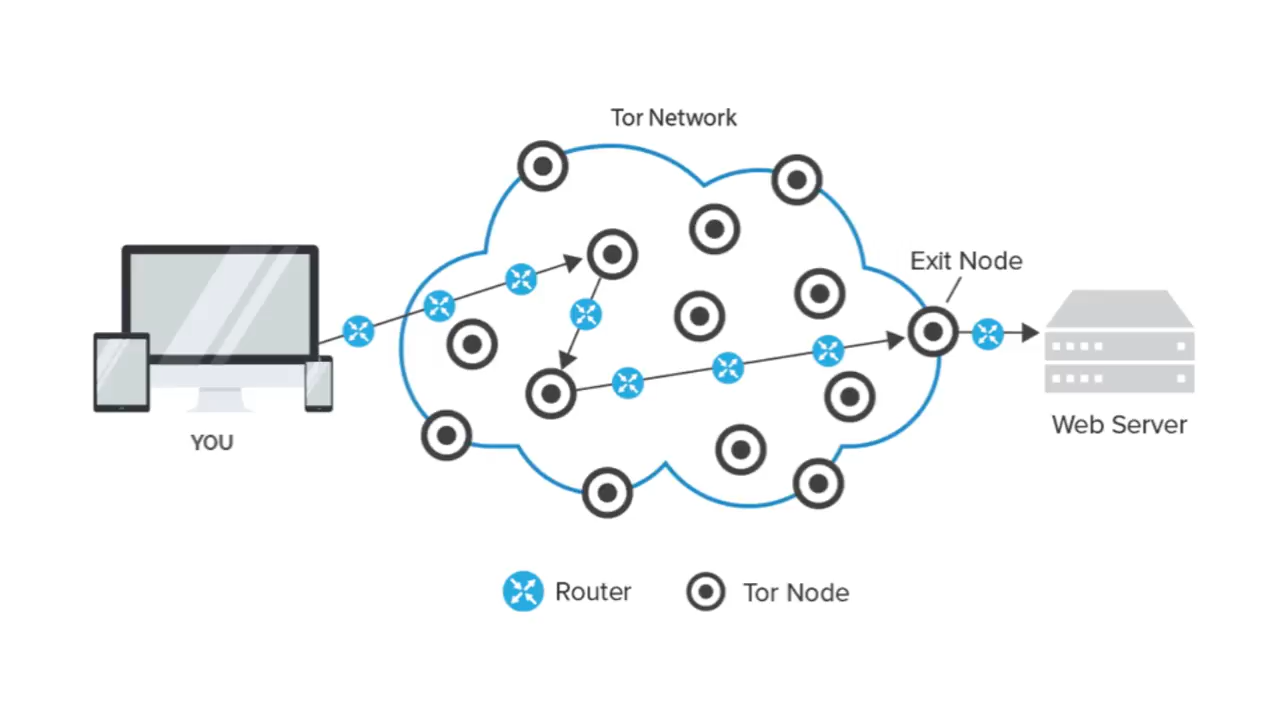 Tor Network
Exit Node
YOU
Web Server
Router
Tor Node